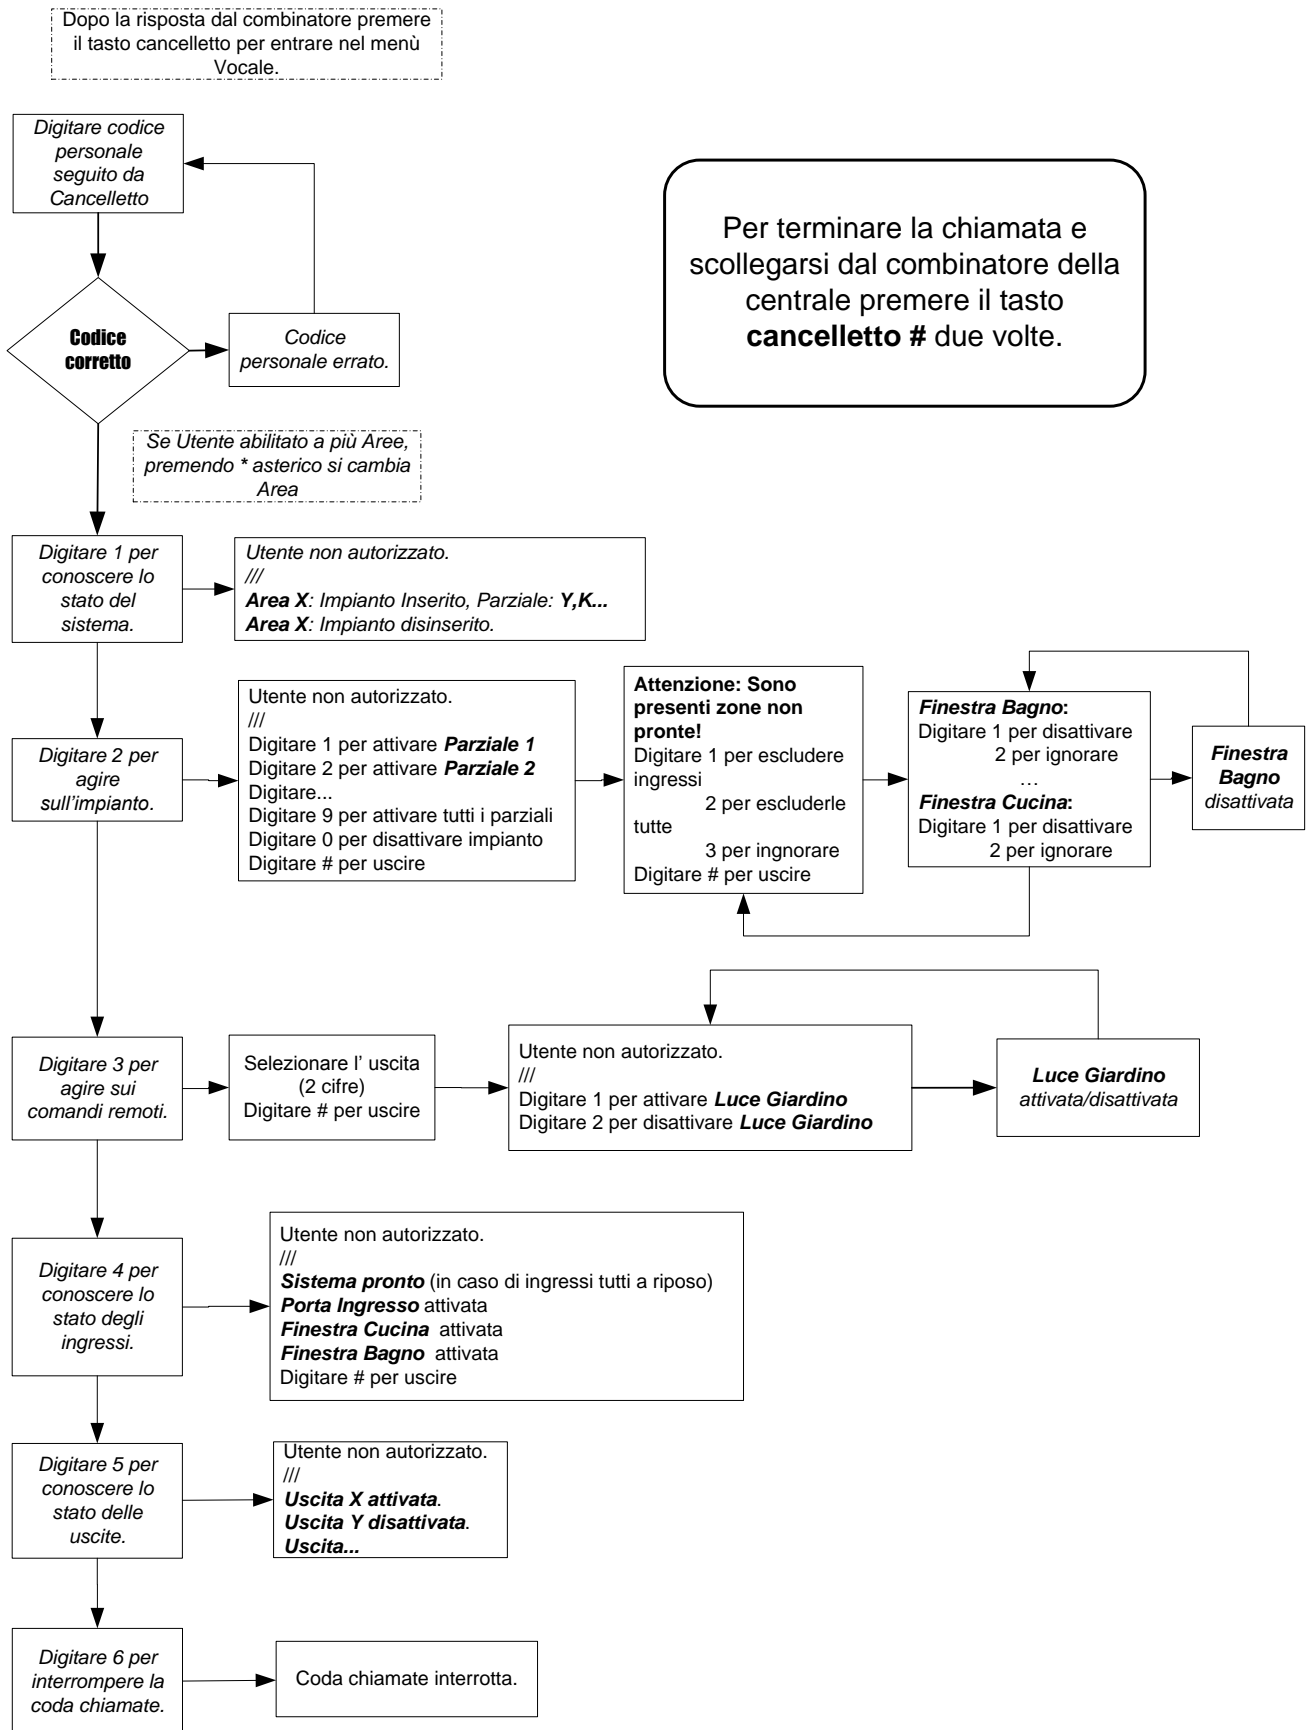 Dopo la risposta dal combinatore premere
il tasto cancelletto per entrare nel menù
Vocale.
Digitare codice
personale
seguito da
Cancelletto
Per terminare la chiamata e
scollegarsi dal combinatore della
centrale premere il tasto
cancelletto # due volte.
Codice
corretto
Codice
personale errato.
Se Utente abilitato a più Aree,
premendo * asterico si cambia
Area
Digitare 1 per
conoscere lo
stato del
sistema.
Utente non autorizzato.
///
Area X: Impianto Inserito, Parziale: Y,K...
Area X: Impianto disinserito.
Digitare 2 per
agire
sull'impianto.
Utente non autorizzato.
///
Digitare 1 per attivare Parziale 1
Digitare 2 per attivare Parziale 2
Digitare...
Digitare 9 per attivare tutti i parziali
Digitare 0 per disattivare impianto
Digitare # per uscire
Attenzione: Sono
presenti zone non
pronte!
Digitare 1 per escludere
ingressi
2 per escluderle
tutte
3 per ingnorare
Digitare # per uscire
Finestra Bagno:
Digitare 1 per disattivare
2 per ignorare
…
Finestra Cucina:
Digitare 1 per disattivare
2 per ignorare
Finestra
Bagno
disattivata
Digitare 3 per
agire sui
comandi remoti.
Selezionare l' uscita
(2 cifre)
Digitare # per uscire
Utente non autorizzato.
///
Digitare 1 per attivare Luce Giardino
Digitare 2 per disattivare Luce Giardino
Luce Giardino
attivata/disattivata
Digitare 4 per
conoscere lo
stato degli
ingressi.
Utente non autorizzato.
///
Sistema pronto (in caso di ingressi tutti a riposo)
Porta Ingresso attivata
Finestra Cucina attivata
Finestra Bagno attivata
Digitare # per uscire
Digitare 5 per
conoscere lo
stato delle
uscite.
Utente non autorizzato.
///
Uscita X attivata.
Uscita Y disattivata.
Uscita...
Digitare 6 per
interrompere la
coda chiamate.
Coda chiamate interrotta.